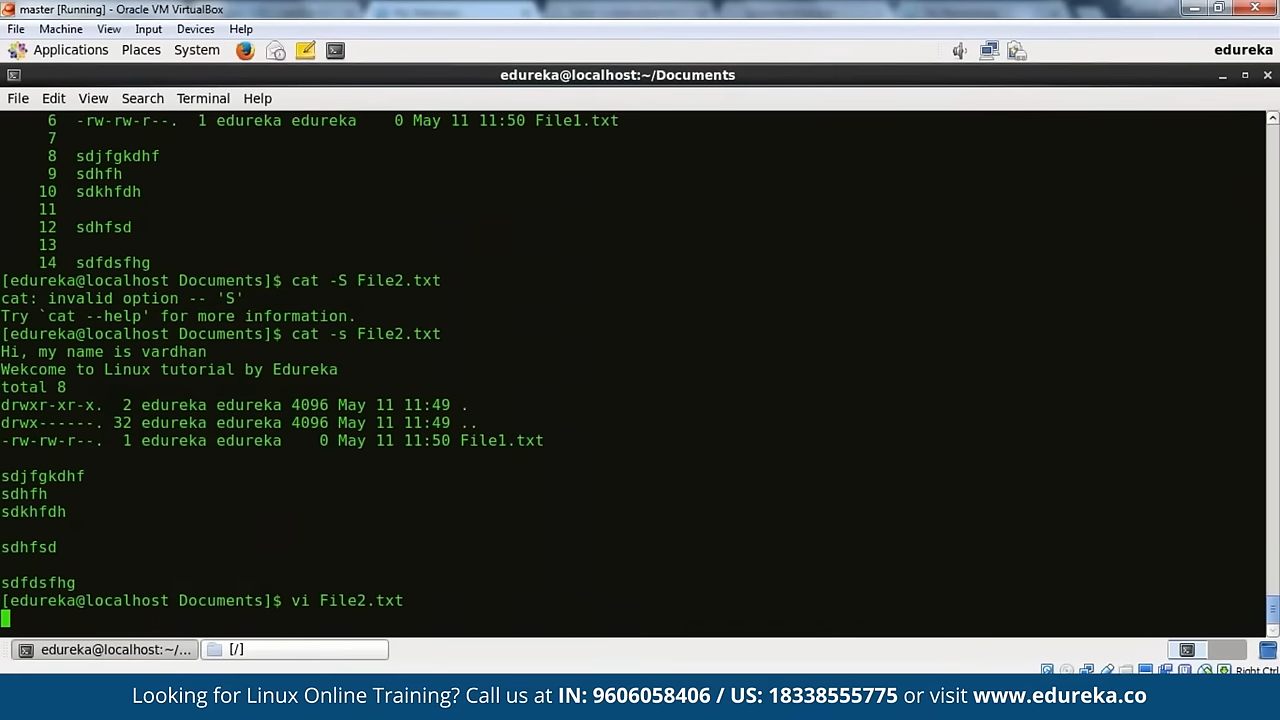 master [Running] - Oracle VM VirtualBox
File Machine View Input Devices Help
Applications Places System edureka
edureka@localhost:~/Documents
File Edit View Search Terminal Help
6 -rw-rw-r--. 1 edureka edureka 0 May 11 11:50 File1.txt
7
8 sdjfgkdhf
9 sdhfh
10 sdkhfdh
11
12 sdhfsd
13
14 sdfdsfhg
[edureka@localhost Documents]$ cat -S File2.txt
cat: invalid option -- 'S'
Try `cat --help' for more information.
[edureka@localhost Documents]$ cat -s File2.txt
Hi, my name is vardhan
Wekcome to Linux tutorial by Edureka
total 8
drwxr-xr-x. 2 edureka edureka 4096 May 11 11:49 .
drwx------. 32 edureka edureka 4096 May 11 11:49 ..
-rw-rw-r--. 1 edureka edureka 0 May 11 11:50 File1.txt
sdjfgkdhf
sdhfh
sdkhfdh
sdhfsd
sdfdsfhg
[edureka@localhost Documents]$ vi File2.txt
edureka@localhost:~/... [/]
Right Ctrl
Looking for Linux Online Training? Call us at IN: 9606058406 / US: 18338555775 or visit www.edureka.co